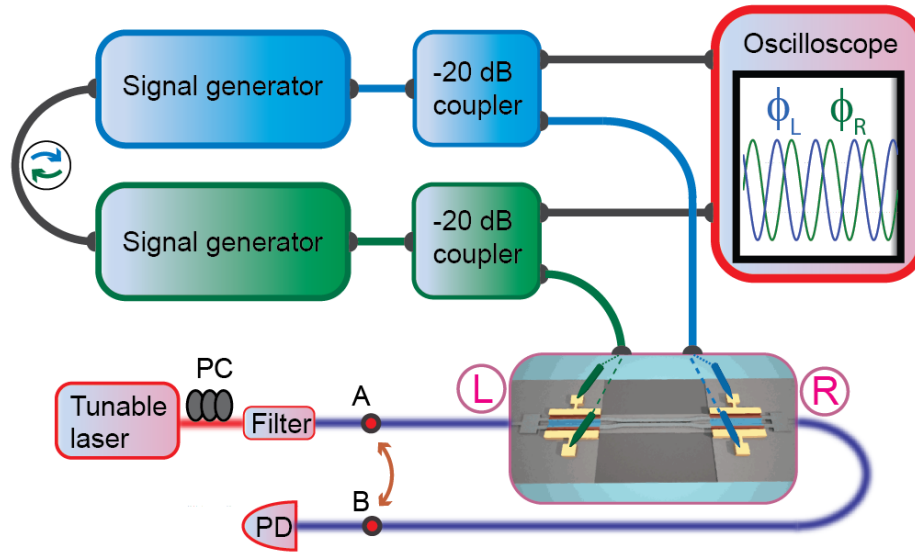 Signal generator
-20 dB
coupler
Oscilloscope
ϕL
ϕR
Signal generator
-20 dB
coupler
PC
A
L
R
Tunable
laser
Filter
B
PD